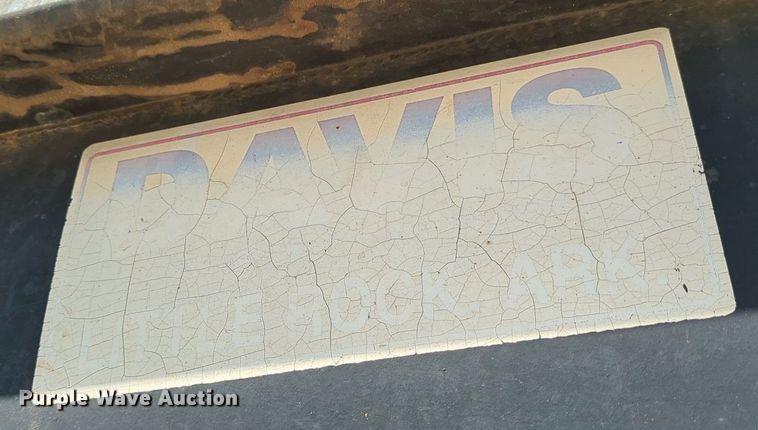 DAVIS
LITTLE ROCK, ARK.
Purple Wave Auction